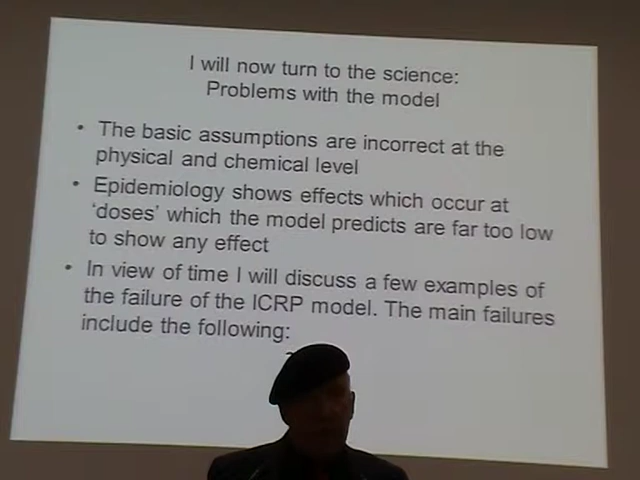 I will now turn to the science:
Problems with the model
• The basic assumptions are incorrect at the
physical and chemical level
• Epidemiology shows effects which occur at
‘doses’ which the model predicts are far too low
to show any effect
• In view of time I will discuss a few examples of
the failure of the ICRP model. The main failures
include the following: